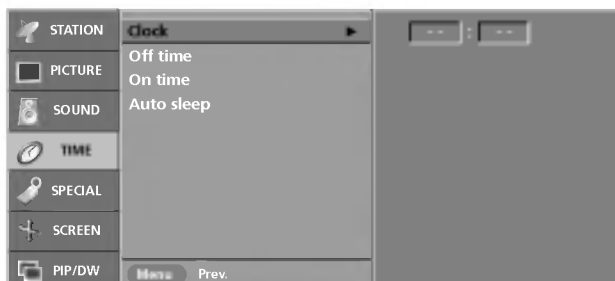 STATION
PICTURE
SOUND
TIME
SPECIAL
SCREEN
PIP/DW
Clock
Off time
On time
Auto sleep
Menu Prev.
-- : --